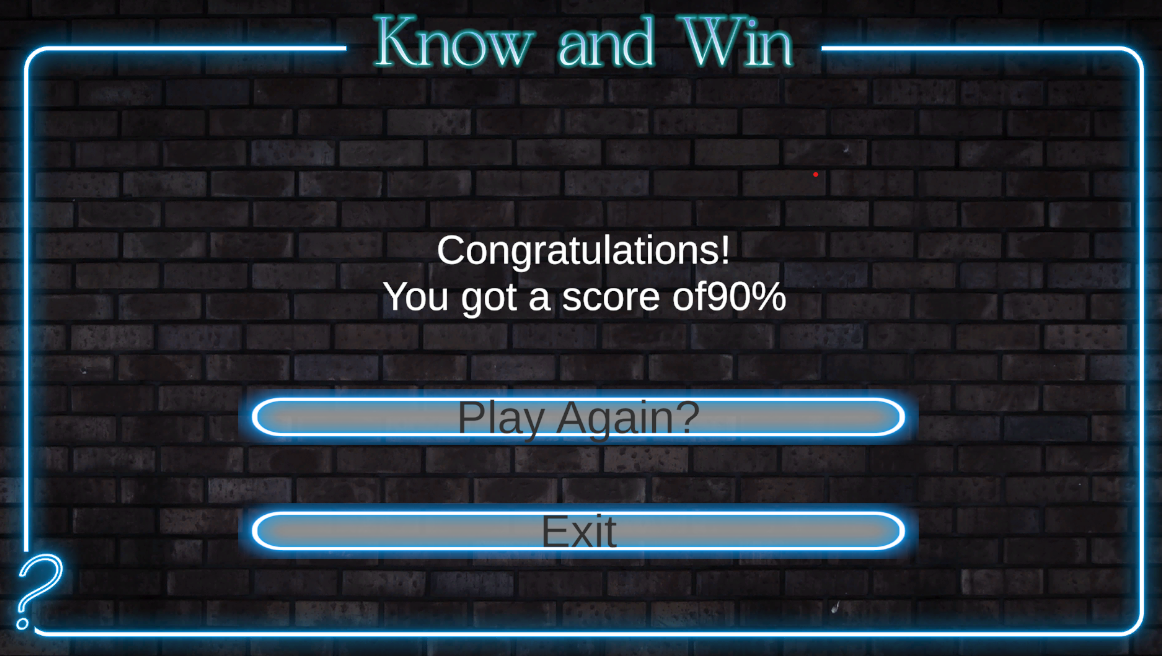 Know and Win
Congratulations!
You got a score of90%
Play Again?
Exit
?